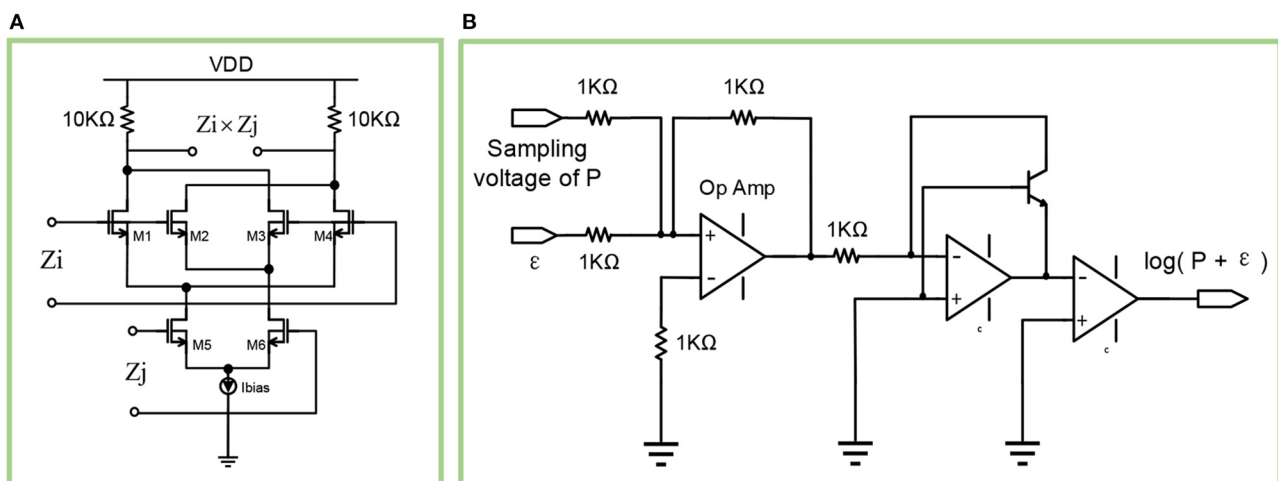 A
VDD
10KΩ
10KΩ
Zi×Zj
M1
M2
M3
M4
Zi
M5
M6
Zj
Ibias
B
1KΩ
1KΩ
Sampling
voltage of P
Op Amp
+
-
ε
1KΩ
1KΩ
1KΩ
-
+
c
-
+
c
log( P + ε )